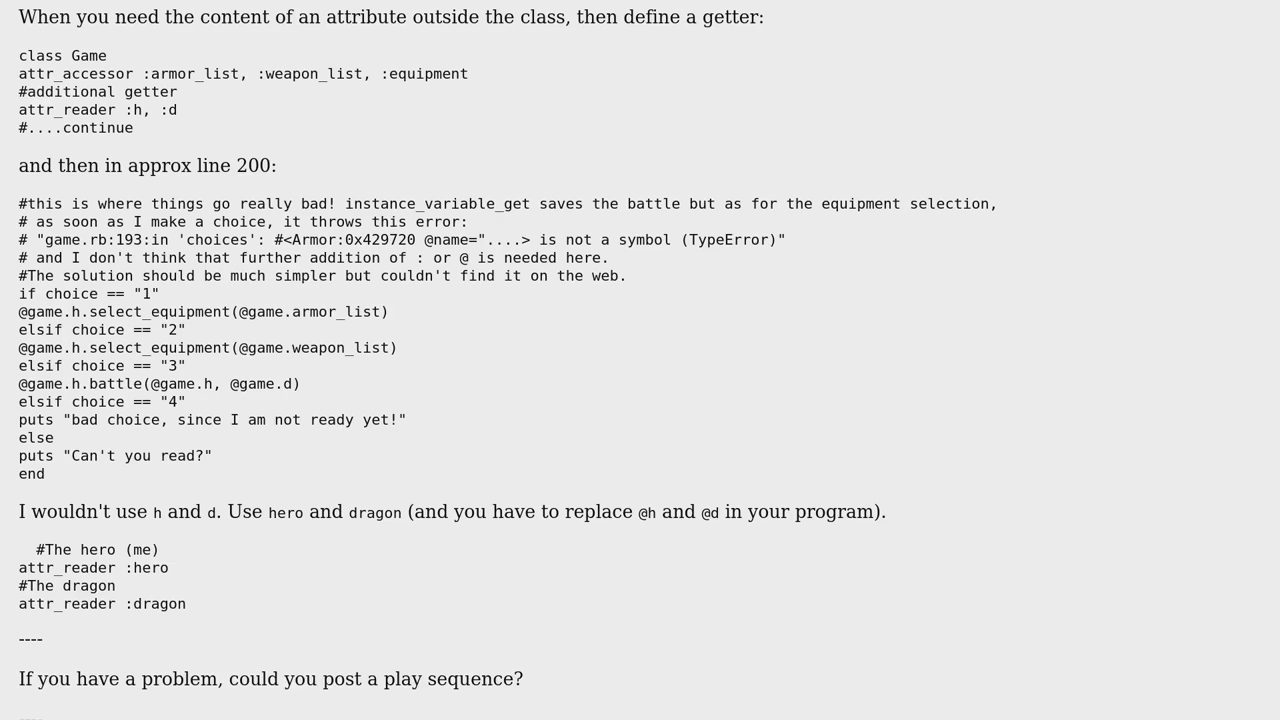 When you need the content of an attribute outside the class, then define a getter:
class Game
attr_accessor :armor_list, :weapon_list, :equipment
#additional getter
attr_reader :h, :d
#....continue
and then in approx line 200:
#this is where things go really bad! instance_variable_get saves the battle but as for the equipment selection,
# as soon as I make a choice, it throws this error:
# "game.rb:193:in 'choices': #<Armor:0x429720 @name="....> is not a symbol (TypeError)"
# and I don't think that further addition of : or @ is needed here.
#The solution should be much simpler but couldn't find it on the web.
if choice == "1"
@game.h.select_equipment(@game.armor_list)
elsif choice == "2"
@game.h.select_equipment(@game.weapon_list)
elsif choice == "3"
@game.h.battle(@game.h, @game.d)
elsif choice == "4"
puts "bad choice, since I am not ready yet!"
else
puts "Can't you read?"
end
I wouldn't use h and d. Use hero and dragon (and you have to replace @h and @d in your program).
#The hero (me)
attr_reader :hero
#The dragon
attr_reader :dragon
----
If you have a problem, could you post a play sequence?
----